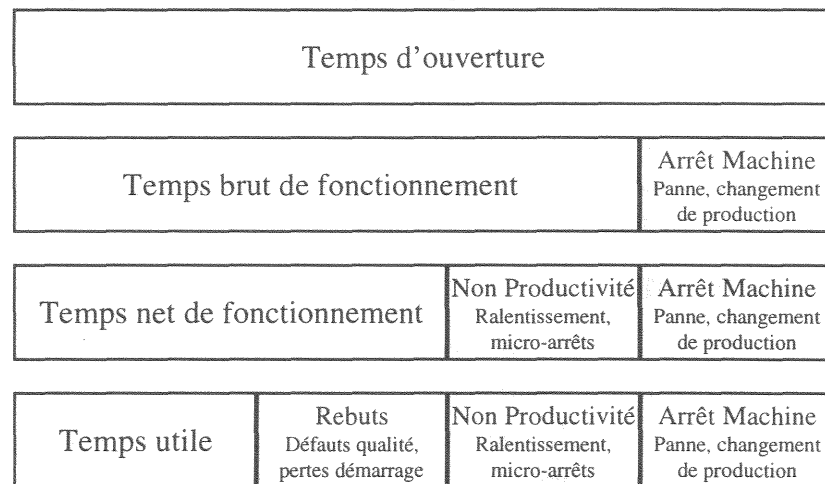 Temps d'ouverture
Temps brut de fonctionnement
Arrêt Machine
Panne, changement
de production
Temps net de fonctionnement
Non Productivité
Ralentissement,
micro-arrêts
Arrêt Machine
Panne, changement
de production
Temps utile
Rebuts
Défauts qualité,
pertes démarrage
Non Productivité
Ralentissement,
micro-arrêts
Arrêt Machine
Panne, changement
de production